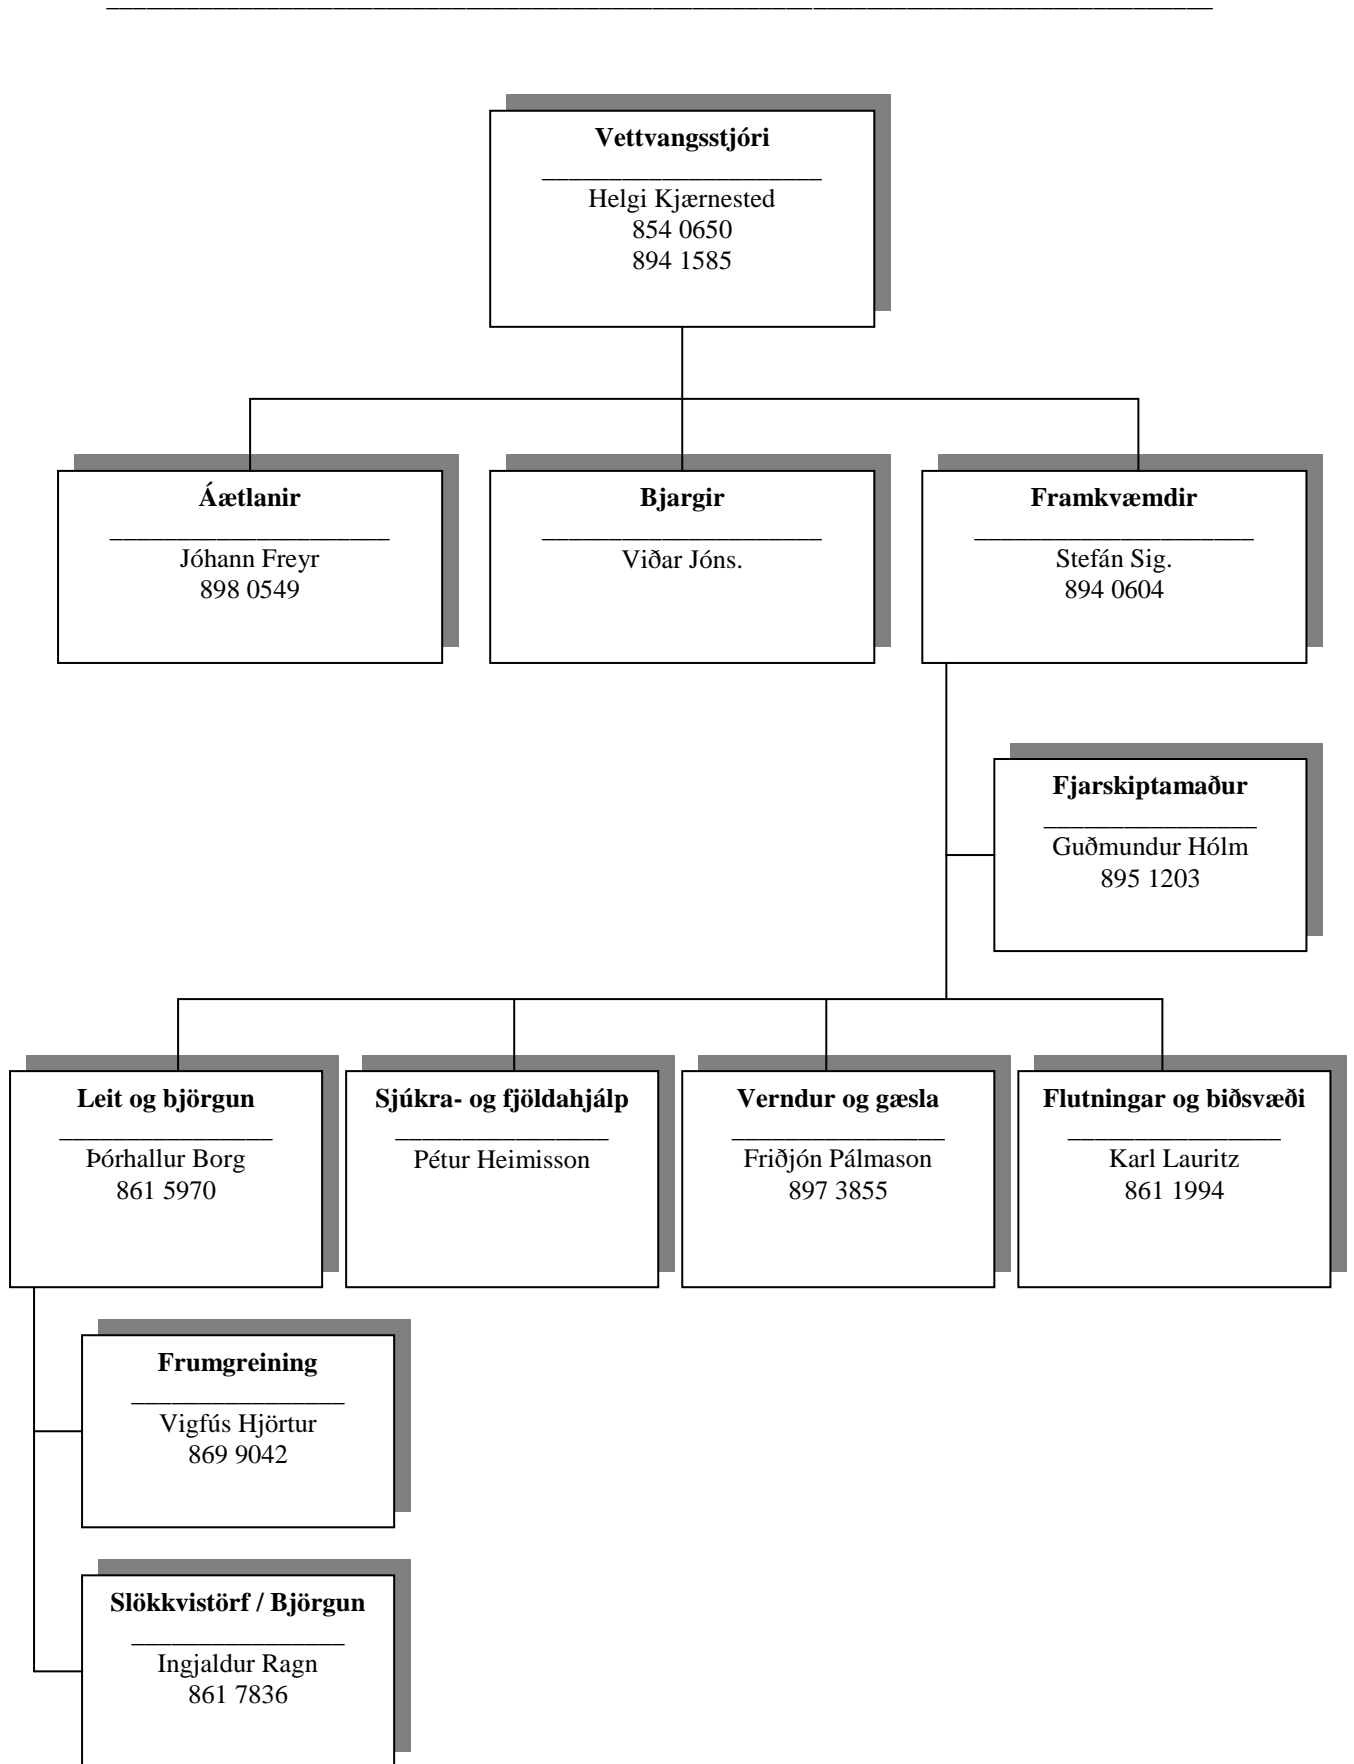 Vettvangsstjóri
Helgi Kjærnested
854 0650
894 1585
Áætlanir
Jóhann Freyr
898 0549
Bjargir
Viðar Jóns.
Framkvæmdir
Stefán Sig.
894 0604
Fjarskiptamaður
Guðmundur Hólm
895 1203
Leit og björgun
Þórhallur Borg
861 5970
Sjúkra- og fjöldahjálp
Pétur Heimisson
Verndur og gæsla
Friðjón Pálmason
897 3855
Flutningar og biðsvæði
Karl Lauritz
861 1994
Frumgreining
Vigfús Hjörtur
869 9042
Slökkvistörf / Björgun
Ingjaldur Ragn
861 7836